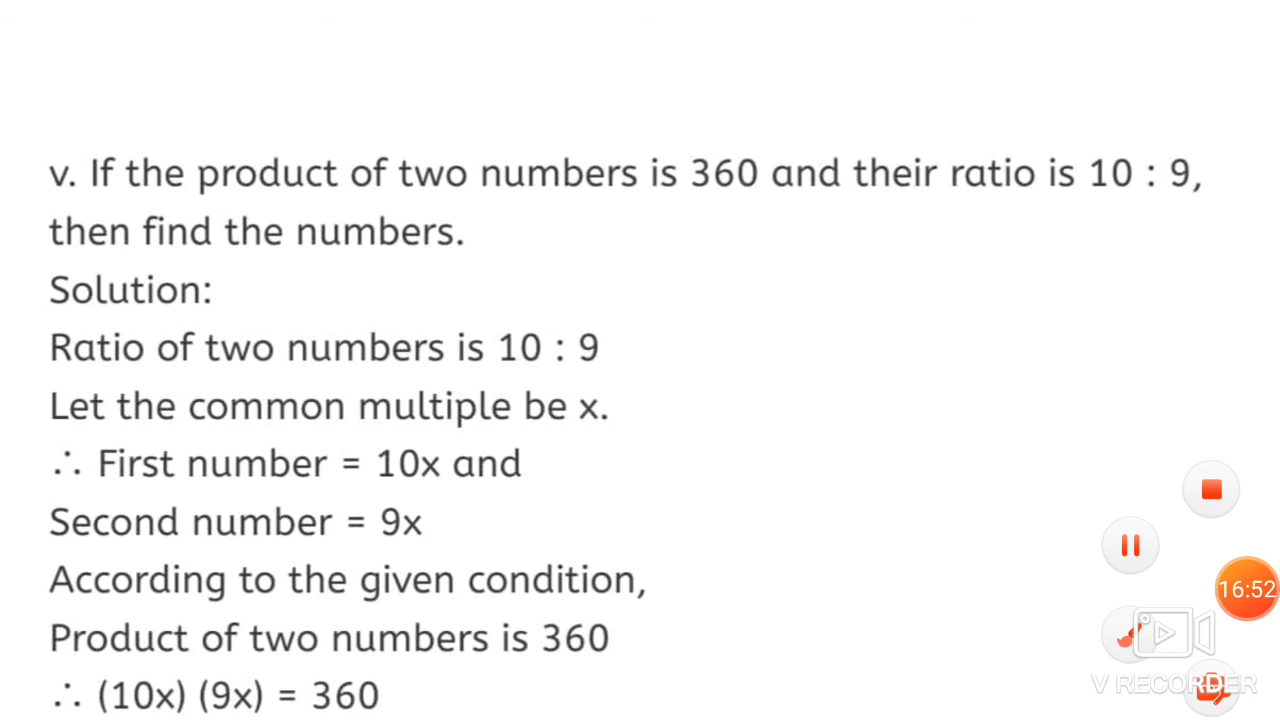 v. If the product of two numbers is 360 and their ratio is 10 : 9,
then find the numbers.
Solution:
Ratio of two numbers is 10 : 9
Let the common multiple be x.
∴ First number = 10x and
Second number = 9x
According to the given condition,
Product of two numbers is 360
∴ (10x) (9x) = 360
16:52
V RECORDER